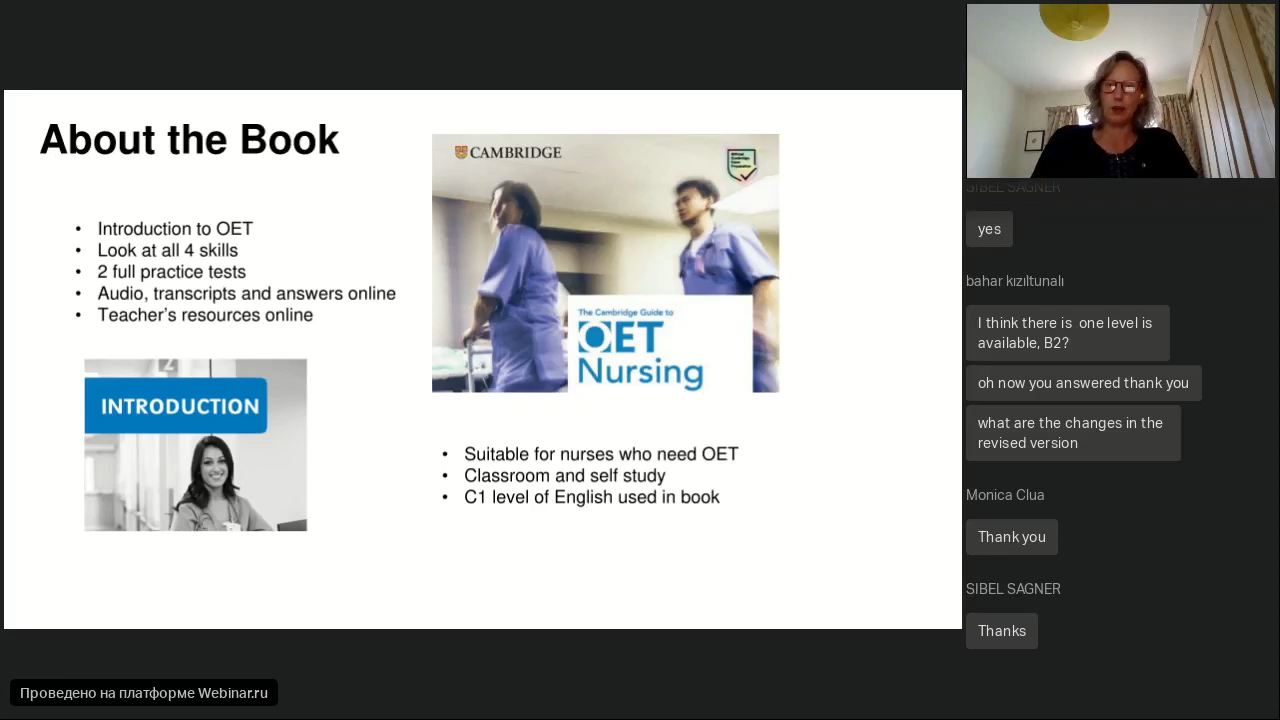 About the Book
• Introduction to OET
• Look at all 4 skills
• 2 full practice tests
• Audio, transcripts and answers online
• Teacher's resources online
2
INTRODUCTION
CAMBRIDGE
The Cambridge Guide to
OET
Nursing
• Suitable for nurses who need OET
• Classroom and self study
• C1 level of English used in book
SIBEL SAGNER
yes
bahar kızıltunalı
I think there is  one level is
available, B2?
oh now you answered thank you
what are the changes in the
revised version
Monica Clua
Thank you
SIBEL SAGNER
Thanks
Проведено на платформе Webinar.ru